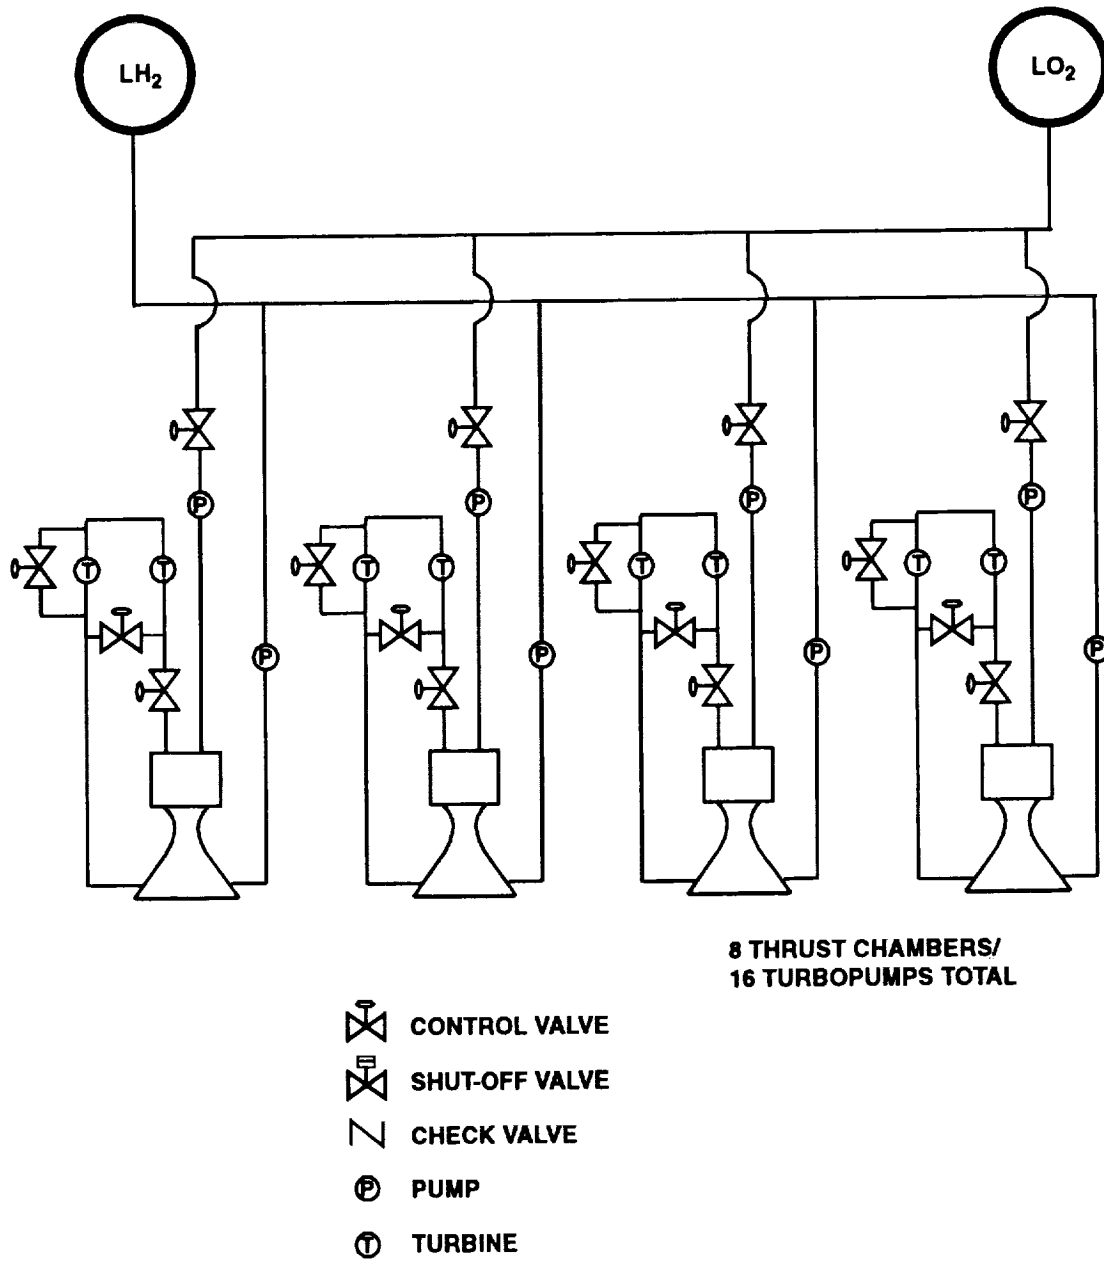 LH2
LO2
P
P
P
P
T
T
T
T
T
T
T
T
P
P
P
P
8 THRUST CHAMBERS/
16 TURBOPUMPS TOTAL
CONTROL VALVE
SHUT-OFF VALVE
CHECK VALVE
P PUMP
T TURBINE